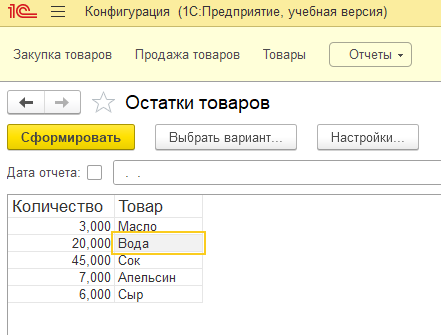 1С Конфигурация (1С:Предприятие, учебная версия)
Закупка товаров Продажа товаров Товары Отчеты
Остатки товаров
Сформировать Выбрать вариант... Настройки...
Дата отчета: . .
Количество Товар
3,000 Масло
20,000 Вода
45,000 Сок
7,000 Апельсин
6,000 Сыр